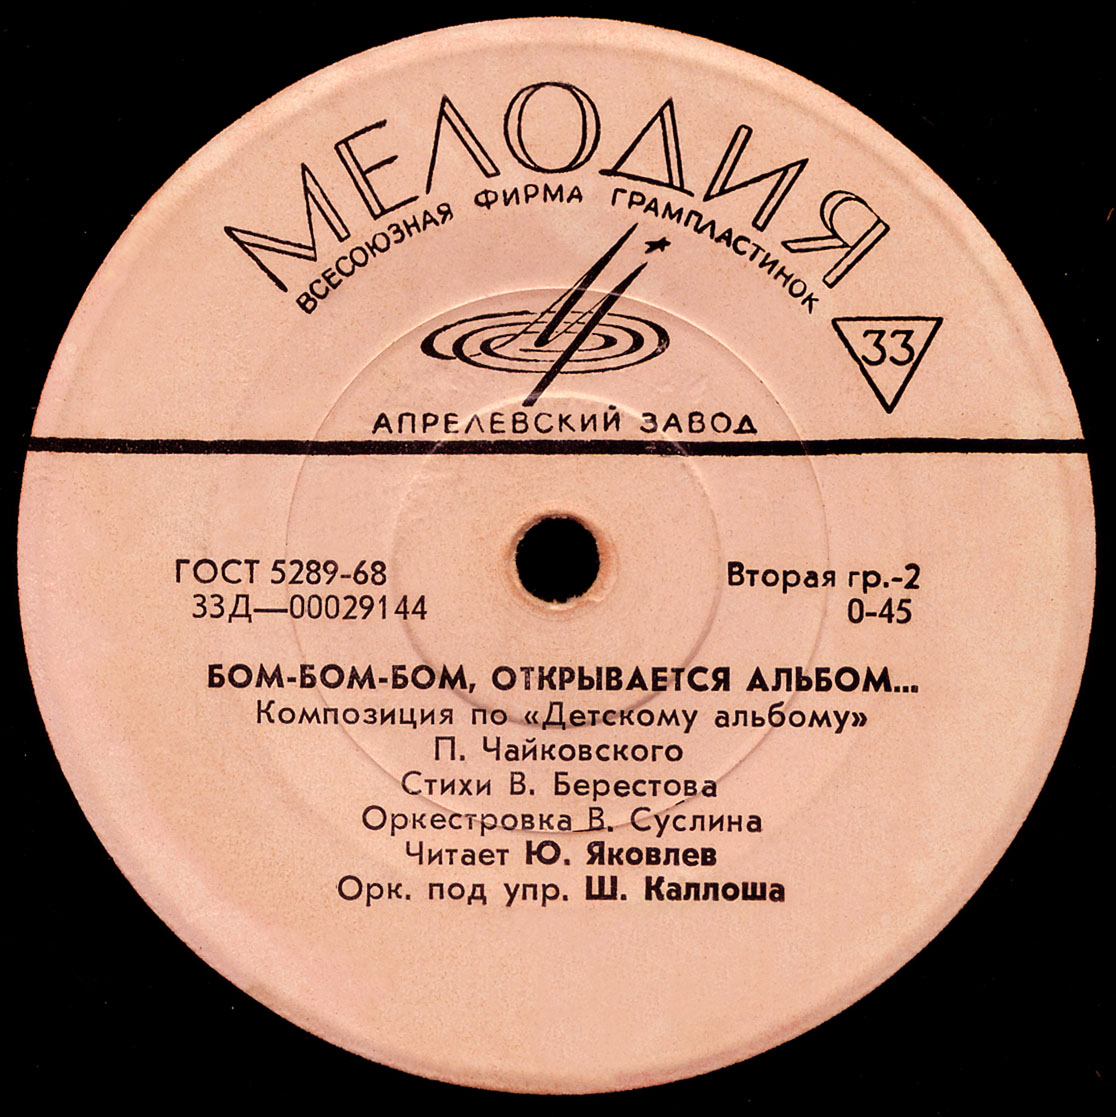 МЕЛОДИЯ
ВСЕСОЮЗНАЯ ФИРМА ГРАМПЛАСТИНОК
33
АПРЕЛЕВСКИЙ ЗАВОД
ГОСТ 5289-68
Вторая гр.-2
33Д—00029144
0-45
БОМ-БОМ-БОМ, ОТКРЫВАЕТСЯ АЛЬБОМ...
Композиция по «Детскому альбому»
П. Чайковского
Стихи В. Берестова
Оркестровка В. Суслина
Читает Ю. Яковлев
Орк. под упр. Ш. Каллоша